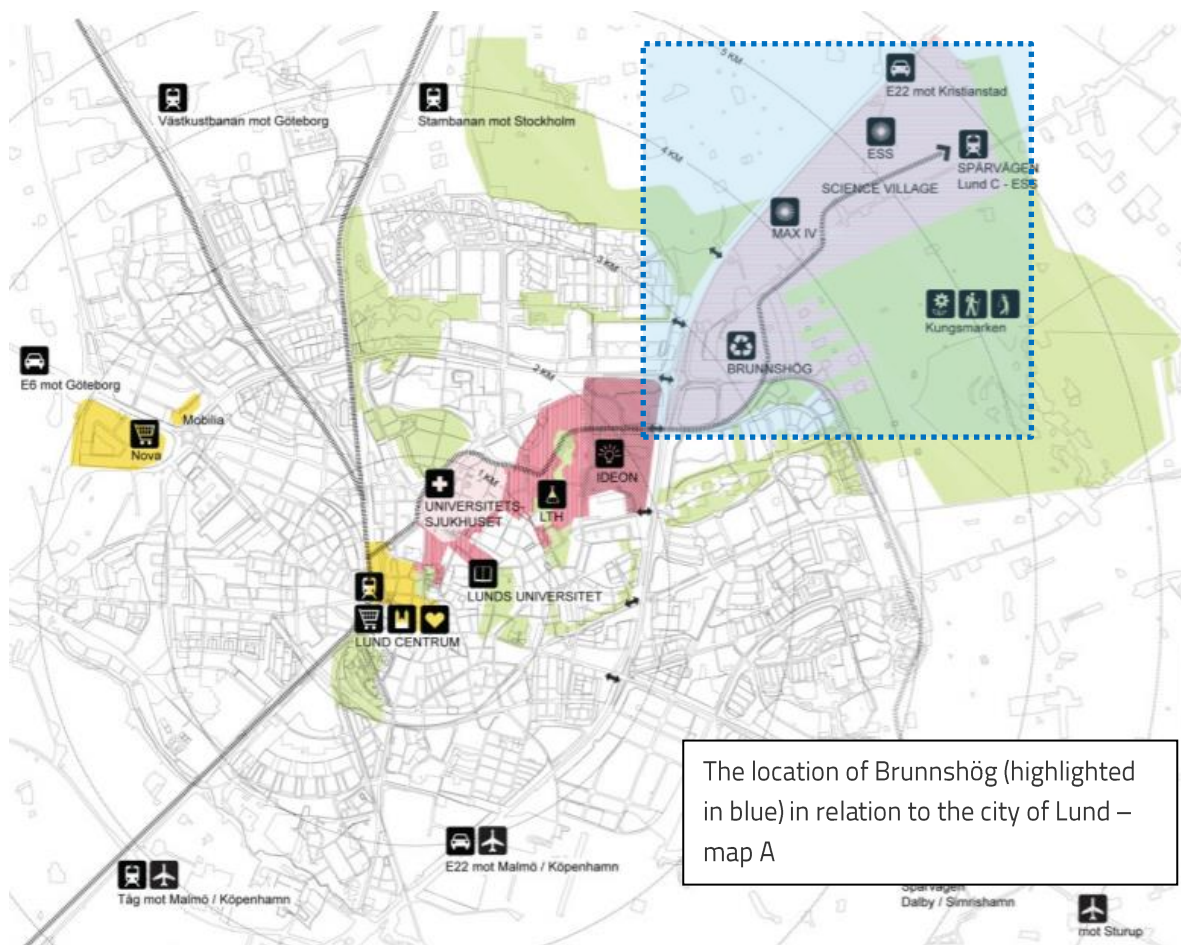 5 KM
E22 mot Kristianstad
Västkustbanan mot Göteborg
Stambanan mot Stockholm
4 KM
ESS
SPÅRVÄGEN
Lund C - ESS
SCIENCE VILLAGE
MAX IV
3 KM
Kungsmarken
BRUNNSHÖG
2 KM
E6 mot Göteborg
Mobilia
Nova
1 KM
IDEON
UNIVERSITETS-
SJUKHUSET
LTH
LUNDS UNIVERSITET
LUND CENTRUM
The location of Brunnshög (highlighted
in blue) in relation to the city of Lund –
map A
E22 mot Malmö / Köpenhamn
Tåg mot Malmö / Köpenhamn
Spårvägen
Dalby / Simrishamn
mot Sturup